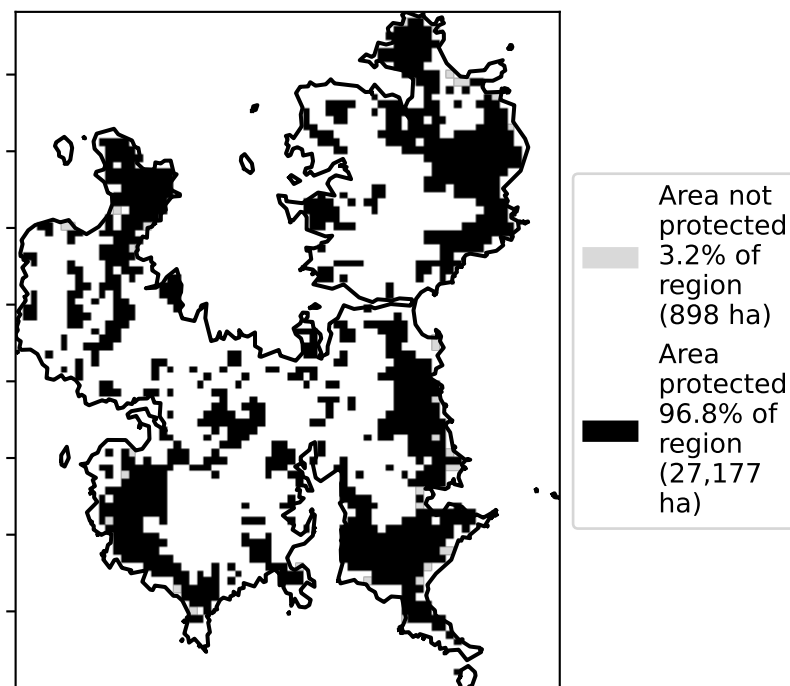 Area not
protected
3.2% of
region
(898 ha)
Area
protected
96.8% of
region
(27,177
ha)